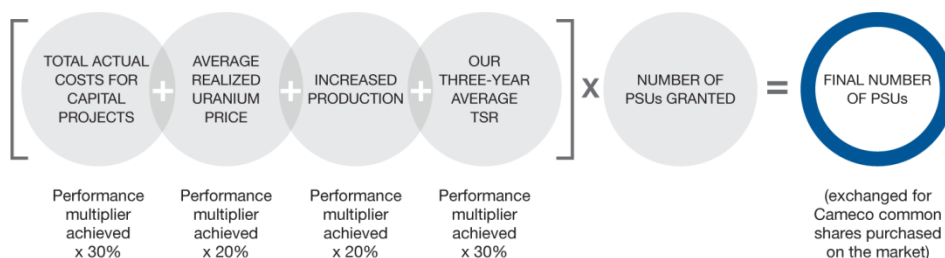 TOTAL ACTUAL
COSTS FOR
CAPITAL
PROJECTS
+
AVERAGE
REALIZED
URANIUM
PRICE
+
INCREASED
PRODUCTION
+
OUR
THREE-YEAR
AVERAGE
TSR
X
NUMBER OF
PSUs GRANTED
=
FINAL NUMBER
OF PSUs
Performance
multiplier
achieved
x 30%
Performance
multiplier
achieved
x 20%
Performance
multiplier
achieved
x 20%
Performance
multiplier
achieved
x 30%
(exchanged for
Cameco common
shares purchased
on the market)